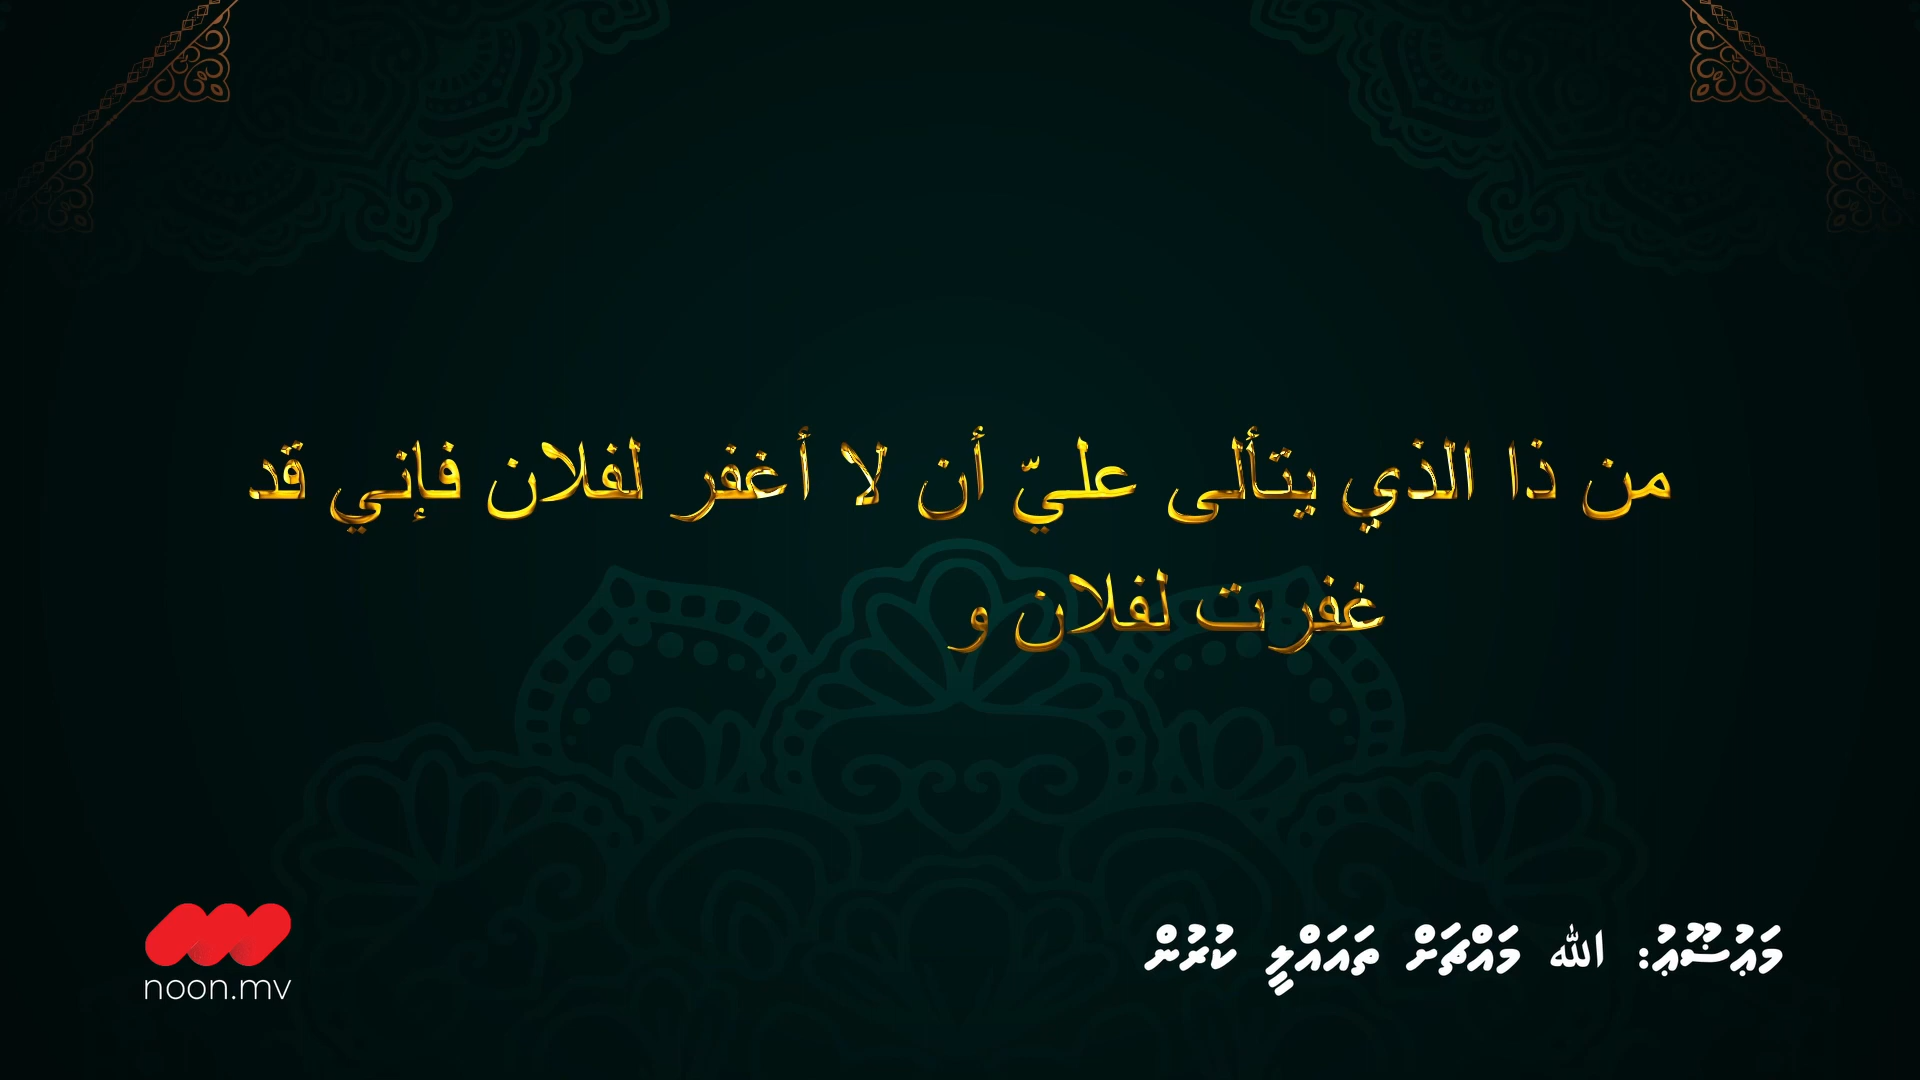 من ذا الذي يتألى عليّ أن لا أغفر لفلان فإني قد
غفرت لفلان و
މަޢުޟޫޢު: الله މައްޗަށް ތައައްލީ ކުރުން
noon.mv